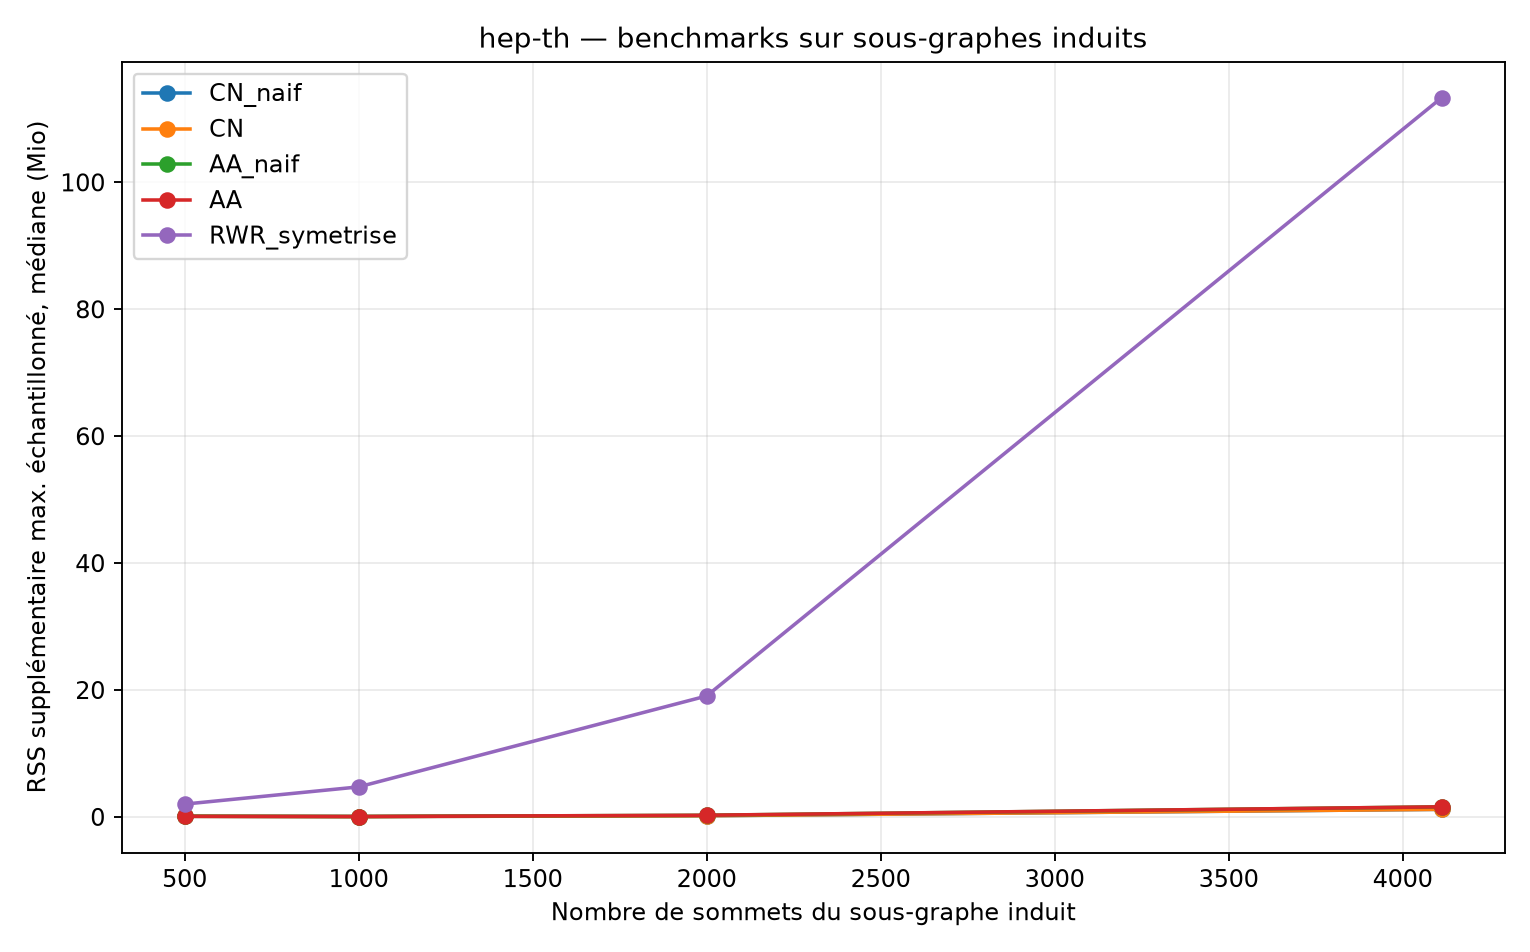 hep-th — benchmarks sur sous-graphes induits
RSS supplémentaire max. échantillonné, médiane (Mio)
CN_naif
CN
AA_naif
AA
RWR_symetrise
100
80
60
40
20
0
500 1000 1500 2000 2500 3000 3500 4000
Nombre de sommets du sous-graphe induit